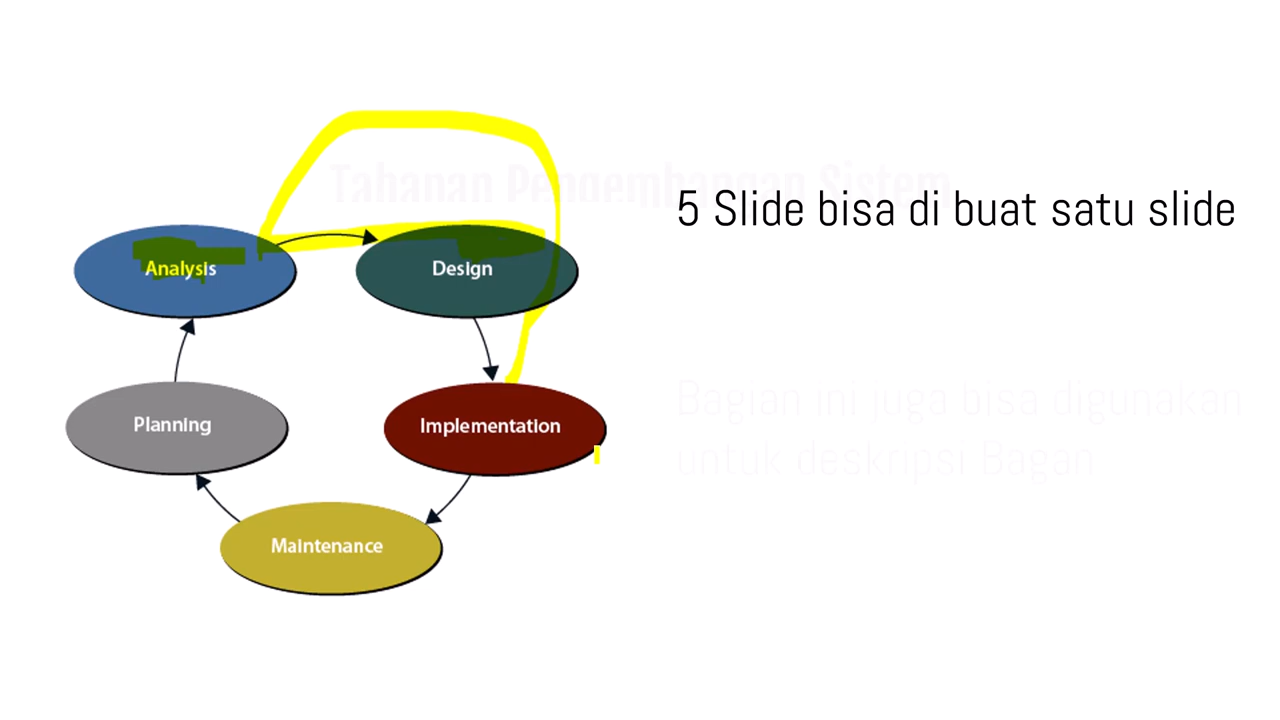 Tahanan Pengembangan Sistem
5 Slide bisa di buat satu slide
Analysis
Design
Planning
Implementation
Maintenance
Bagian ini juga bisa digunakan
untuk deskripsi Bagan